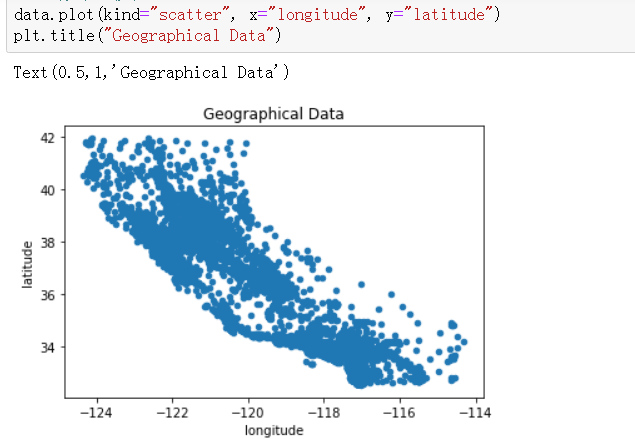 data.plot(kind="scatter", x="longitude", y="latitude")
plt.title("Geographical Data")
Text(0.5,1,'Geographical Data')
Geographical Data
42
40
38
36
34
latitude
−124 −122 −120 −118 −116 −114
longitude